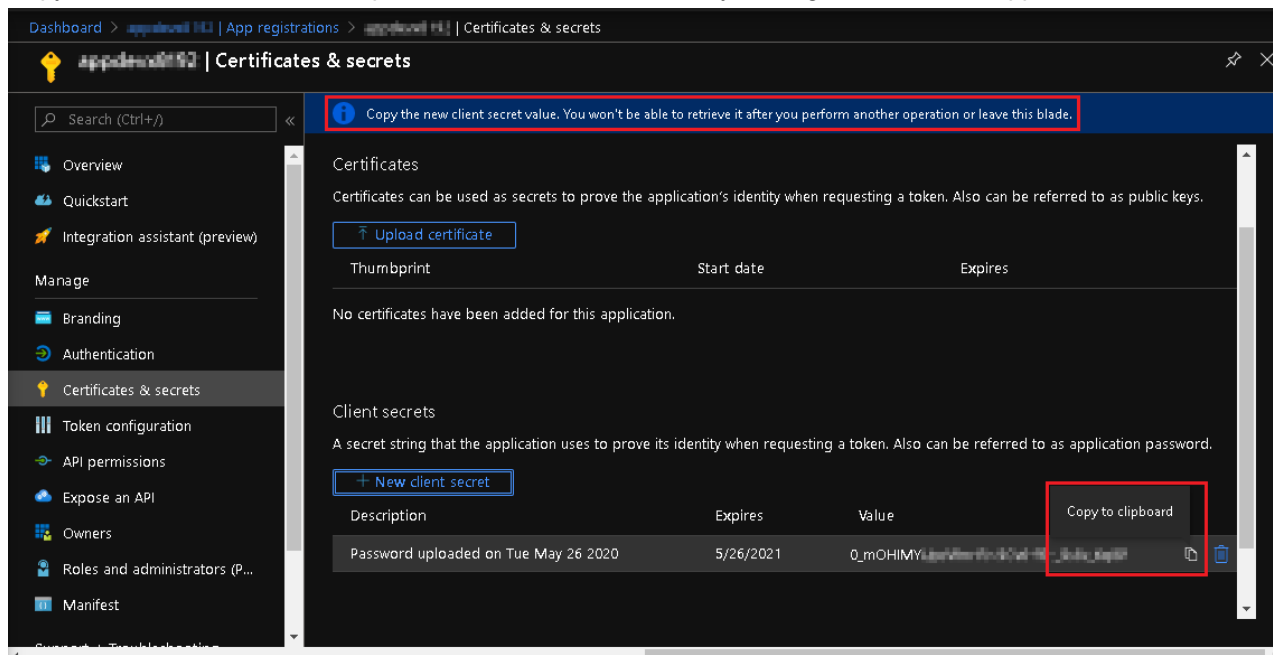 Dashboard > | App registrations > | Certificates & secrets
| Certificates & secrets
Search (Ctrl+/)
Copy the new client secret value. You won't be able to retrieve it after you perform another operation or leave this blade.
Overview
Quickstart
Integration assistant (preview)
Manage
Branding
Authentication
Certificates & secrets
Token configuration
API permissions
Expose an API
Owners
Roles and administrators (P...
Manifest
Certificates
Certificates can be used as secrets to prove the application's identity when requesting a token. Also can be referred to as public keys.
Upload certificate
Thumbprint Start date Expires
No certificates have been added for this application.
Client secrets
A secret string that the application uses to prove its identity when requesting a token. Also can be referred to as application password.
+ New client secret
Copy to clipboard
Description Expires Value
Password uploaded on Tue May 26 2020 5/26/2021 0_mOHIMY